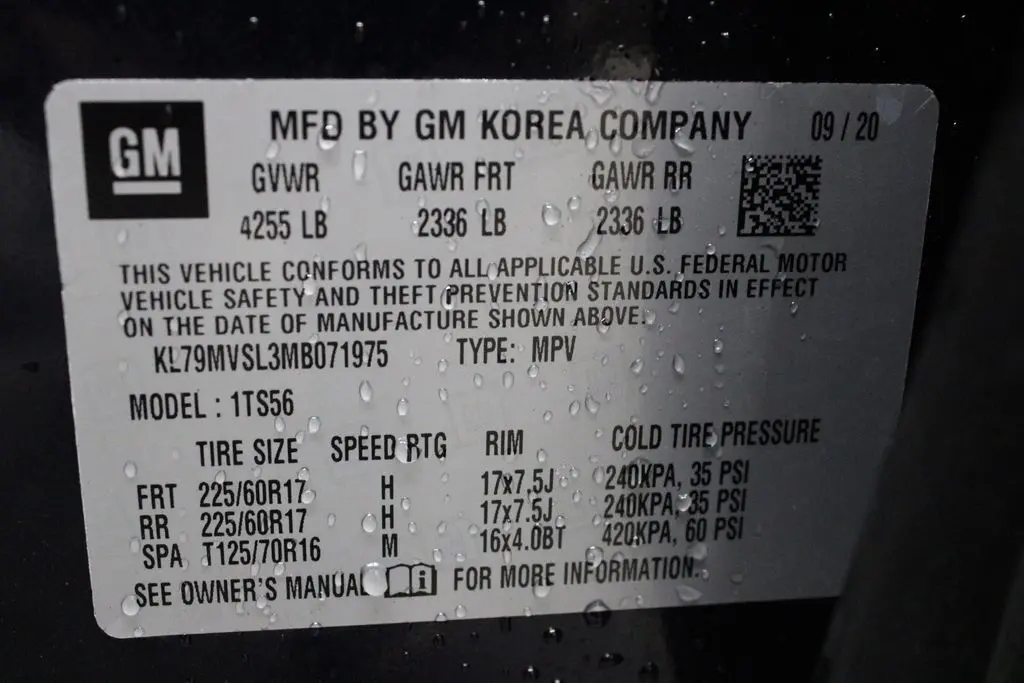 GM
MFD BY GM KOREA COMPANY 09 / 20
GVWR GAWR FRT GAWR RR
4255 LB 2336 LB 2336 LB
THIS VEHICLE CONFORMS TO ALL APPLICABLE U.S. FEDERAL MOTOR
VEHICLE SAFETY AND THEFT PREVENTION STANDARDS IN EFFECT
ON THE DATE OF MANUFACTURE SHOWN ABOVE.
KL79MVSL3MB071975 TYPE: MPV
MODEL : 1TS56
TIRE SIZE SPEED RTG RIM COLD TIRE PRESSURE
FRT 225/60R17 H 17x7.5J 240KPA, 35 PSI
RR 225/60R17 H 17x7.5J 240KPA, 35 PSI
SPA T125/70R16 M 16x4.0BT 420KPA, 60 PSI
SEE OWNER'S MANUAL i FOR MORE INFORMATION.